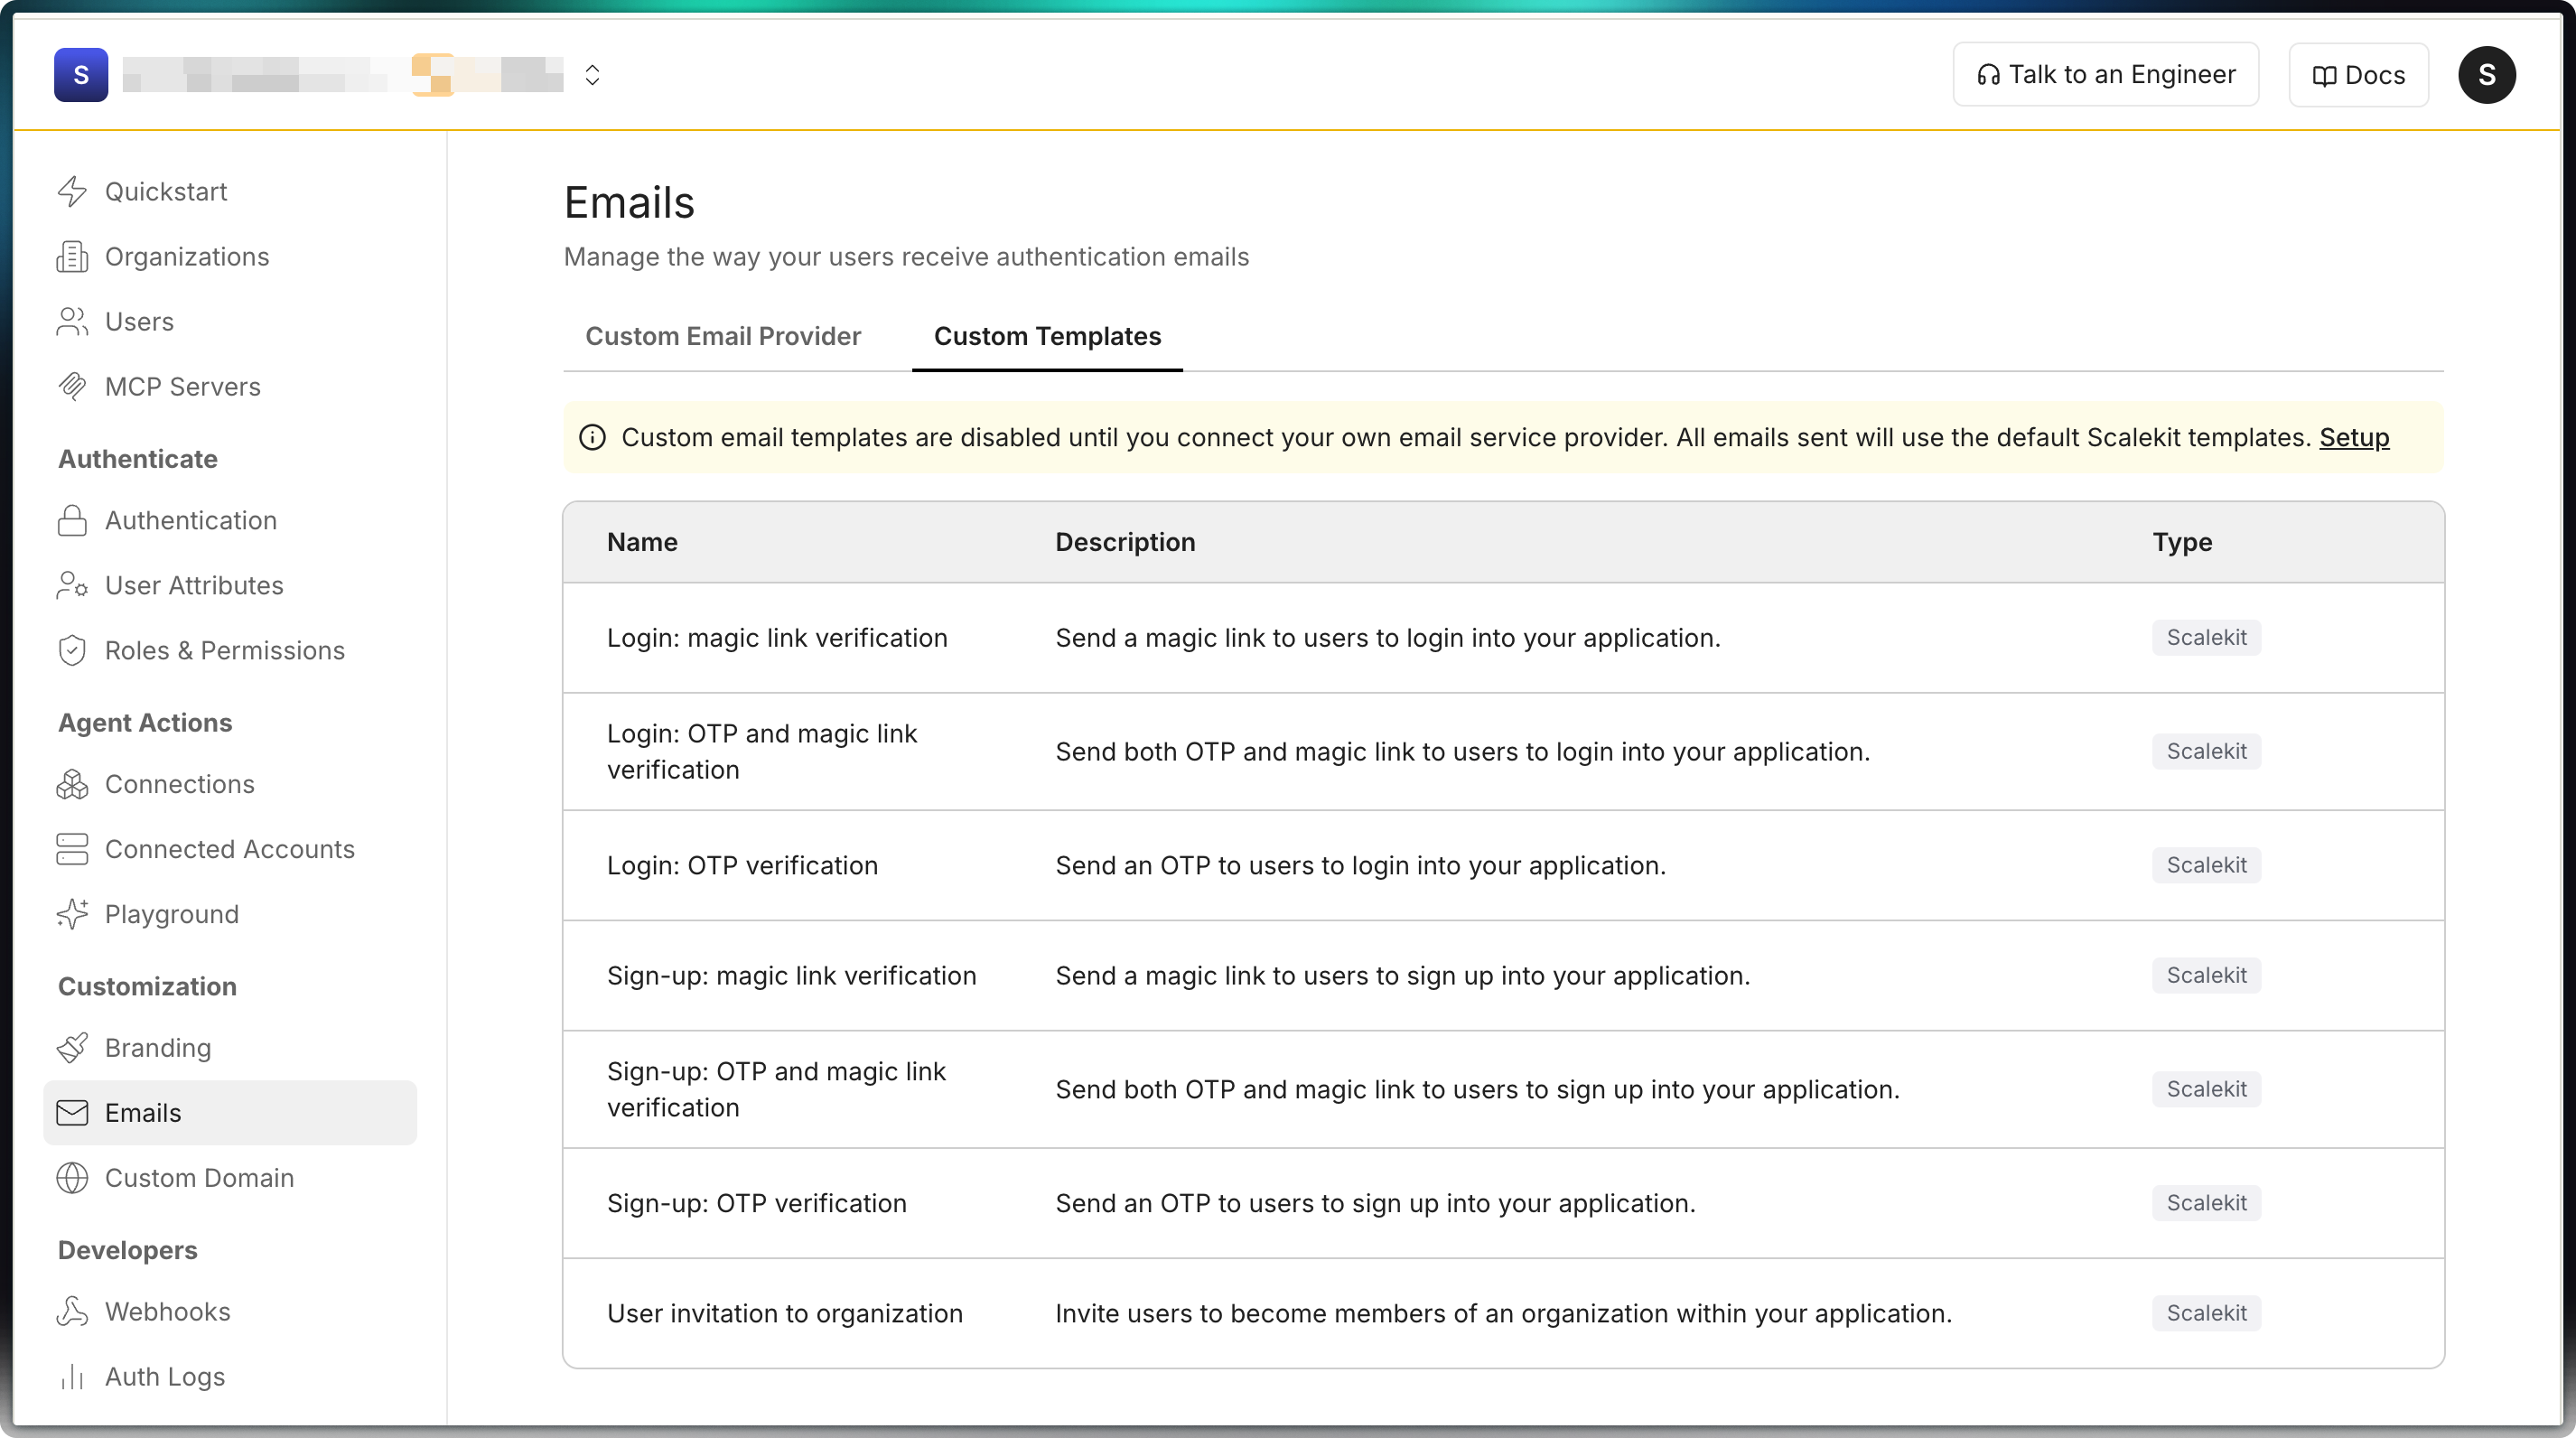 S
Talk to an Engineer
Docs
S
Quickstart
Organizations
Users
MCP Servers
Authenticate
Authentication
User Attributes
Roles & Permissions
Agent Actions
Connections
Connected Accounts
Playground
Customization
Branding
Emails
Custom Domain
Developers
Webhooks
Auth Logs
Emails
Manage the way your users receive authentication emails
Custom Email Provider
Custom Templates
Custom email templates are disabled until you connect your own email service provider. All emails sent will use the default Scalekit templates. Setup
Name Description Type
Login: magic link verification Send a magic link to users to login into your application. Scalekit
Login: OTP and magic link
verification
Send both OTP and magic link to users to login into your application. Scalekit
Login: OTP verification Send an OTP to users to login into your application. Scalekit
Sign-up: magic link verification Send a magic link to users to sign up into your application. Scalekit
Sign-up: OTP and magic link
verification
Send both OTP and magic link to users to sign up into your application. Scalekit
Sign-up: OTP verification Send an OTP to users to sign up into your application. Scalekit
User invitation to organization Invite users to become members of an organization within your application. Scalekit